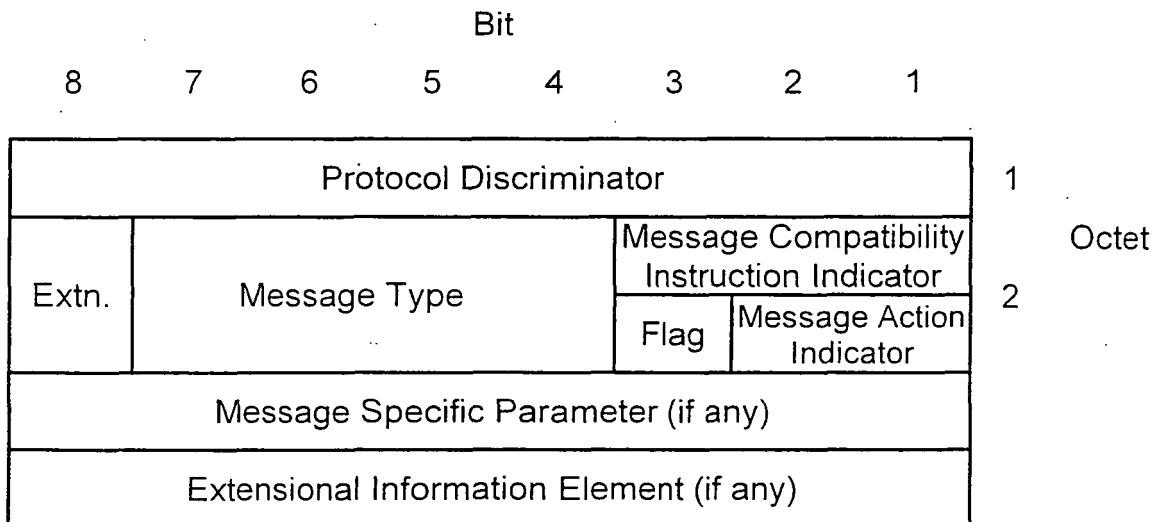 Bit
8 7 6 5 4 3 2 1
Protocol Discriminator 1
Octet
Extn. Message Type Message Compatibility
Instruction Indicator
2
Flag Message Action
Indicator
Message Specific Parameter (if any)
Extensional Information Element (if any)